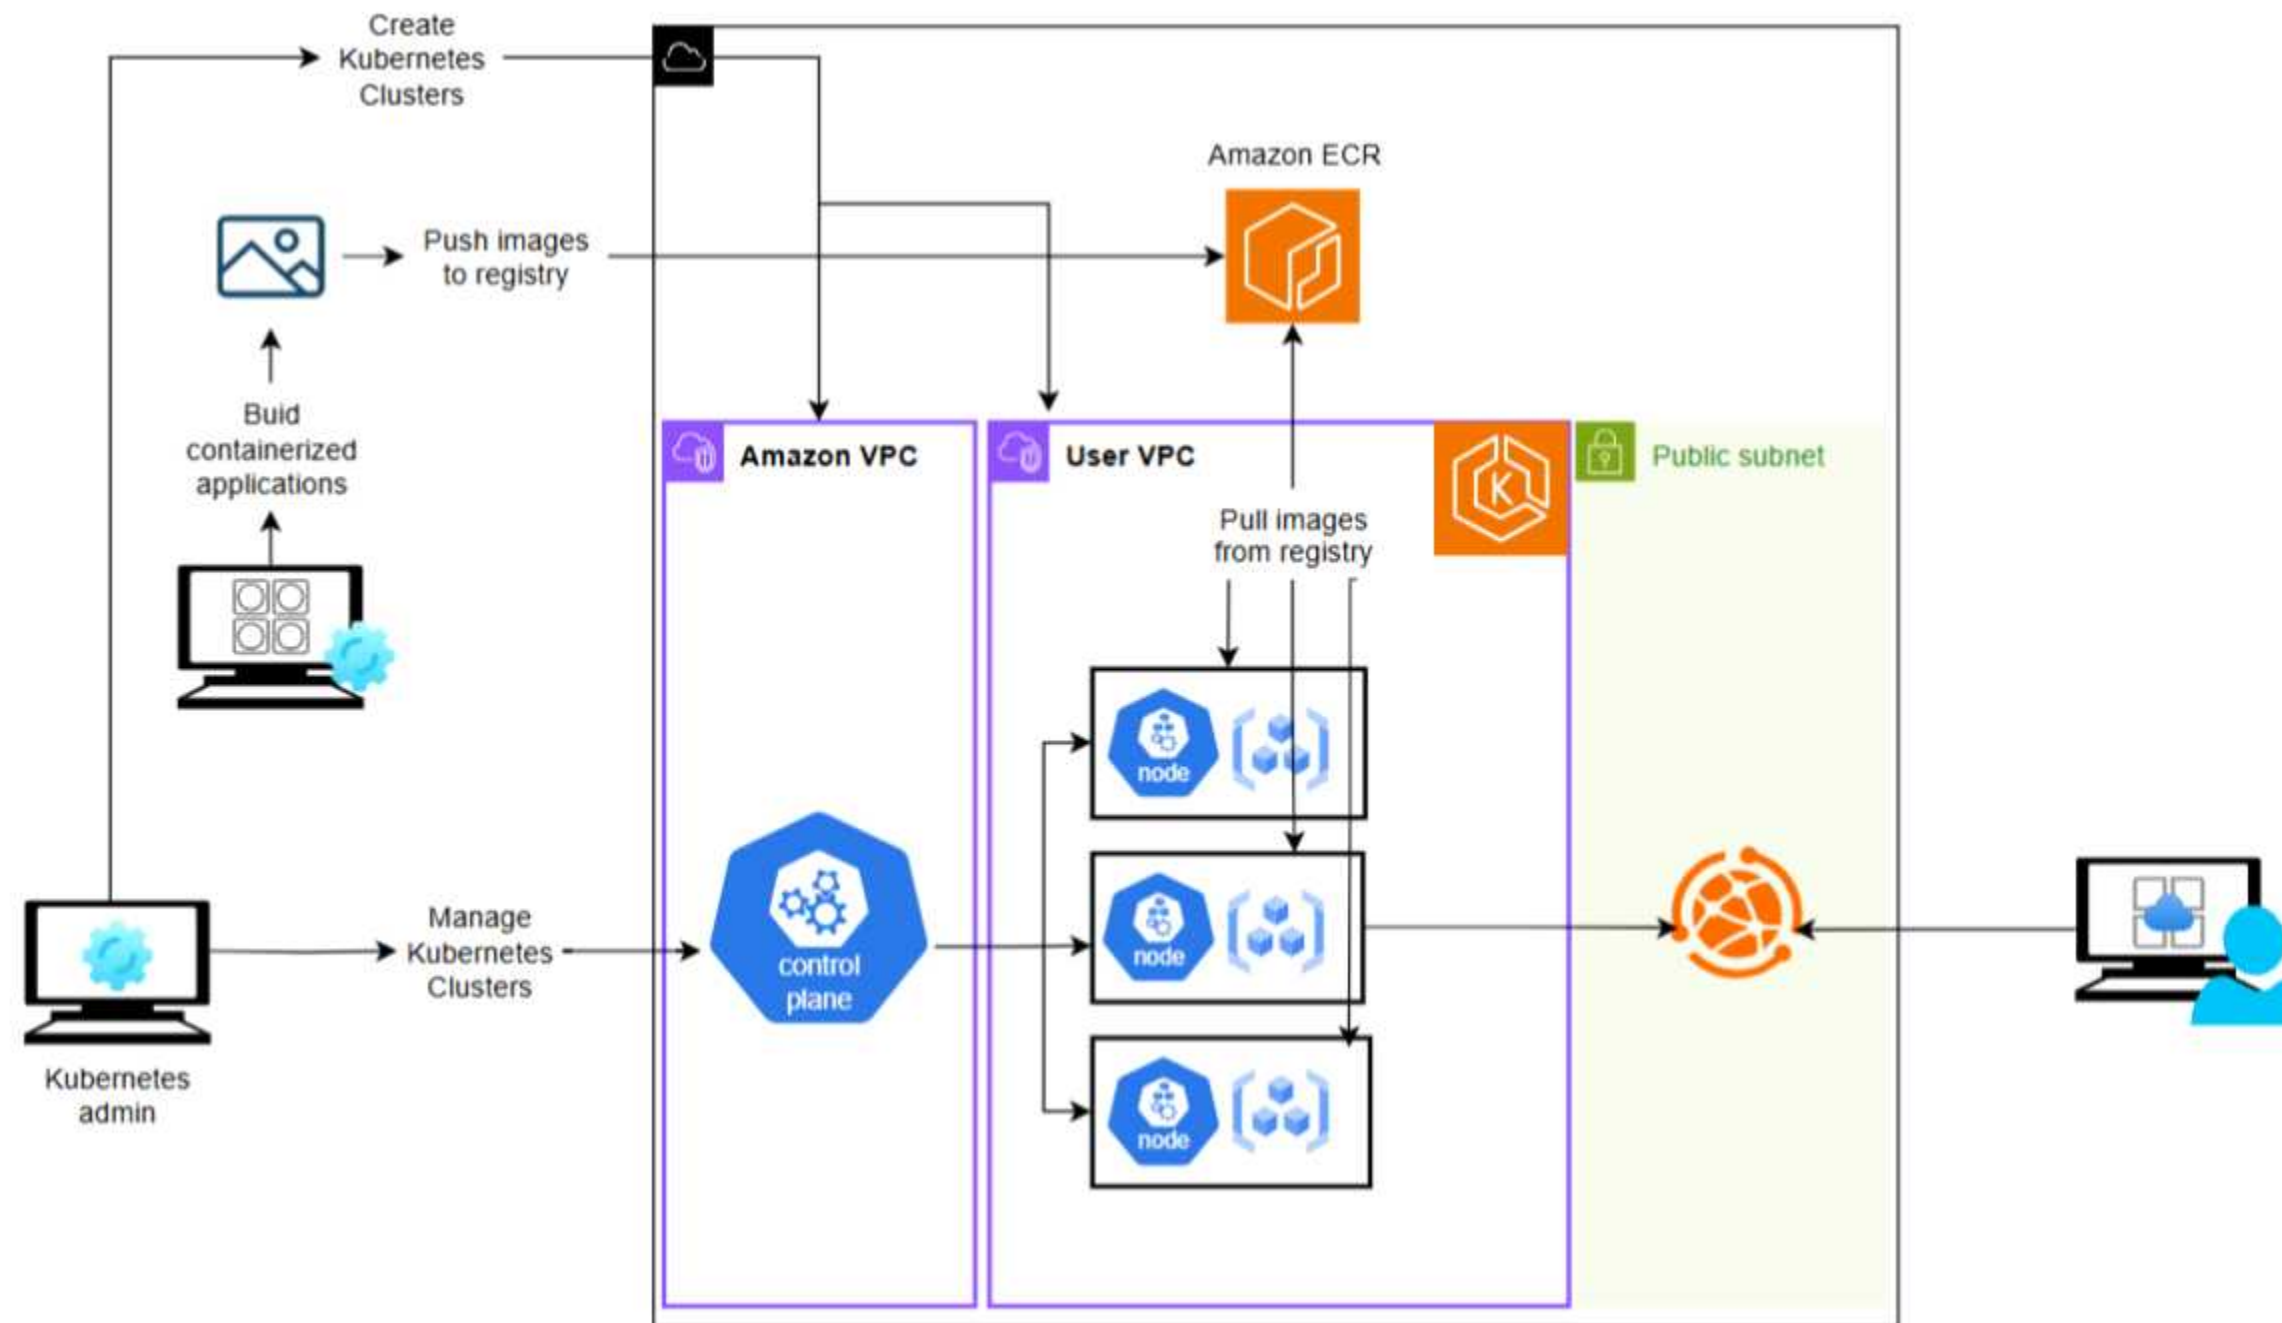 Create
Kubernetes
Clusters
Amazon ECR
Push images
to registry
Buid
containerized
applications
Amazon VPC
User VPC
K
Public subnet
Pull images
from registry
node
node
node
control
plane
Manage
Kubernetes
Clusters
Kubernetes
admin